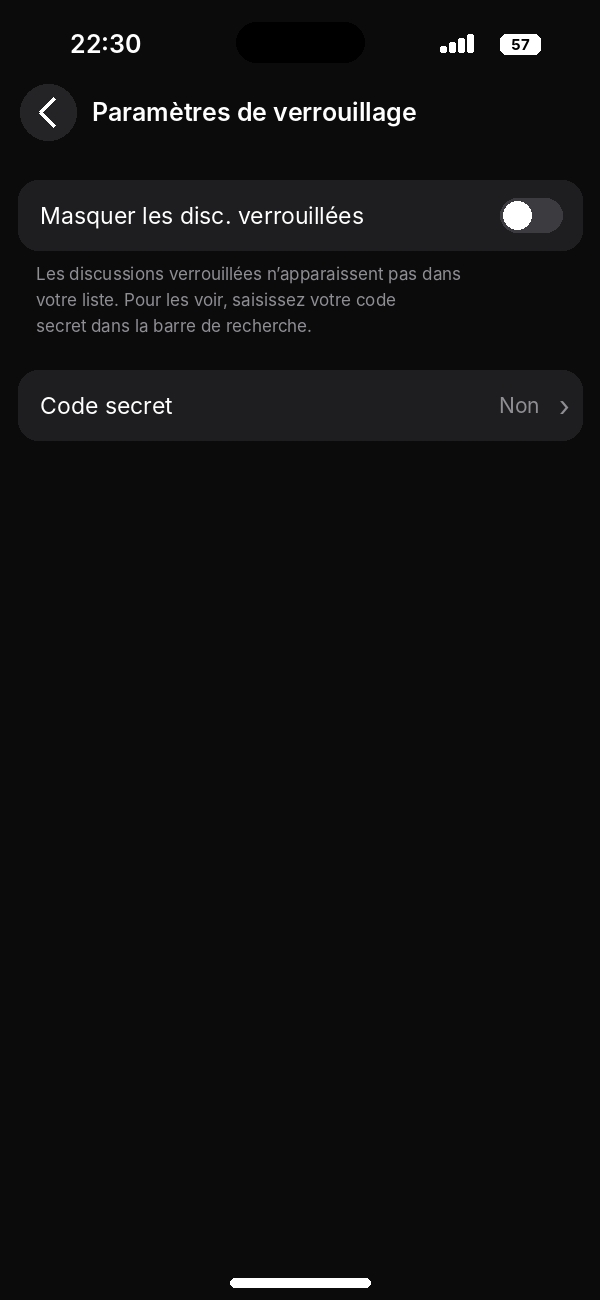 22:30
57
Paramètres de verrouillage
Masquer les disc. verrouillées
Les discussions verrouillées n’apparaissent pas dans
votre liste. Pour les voir, saisissez votre code
secret dans la barre de recherche.
Code secret
Non